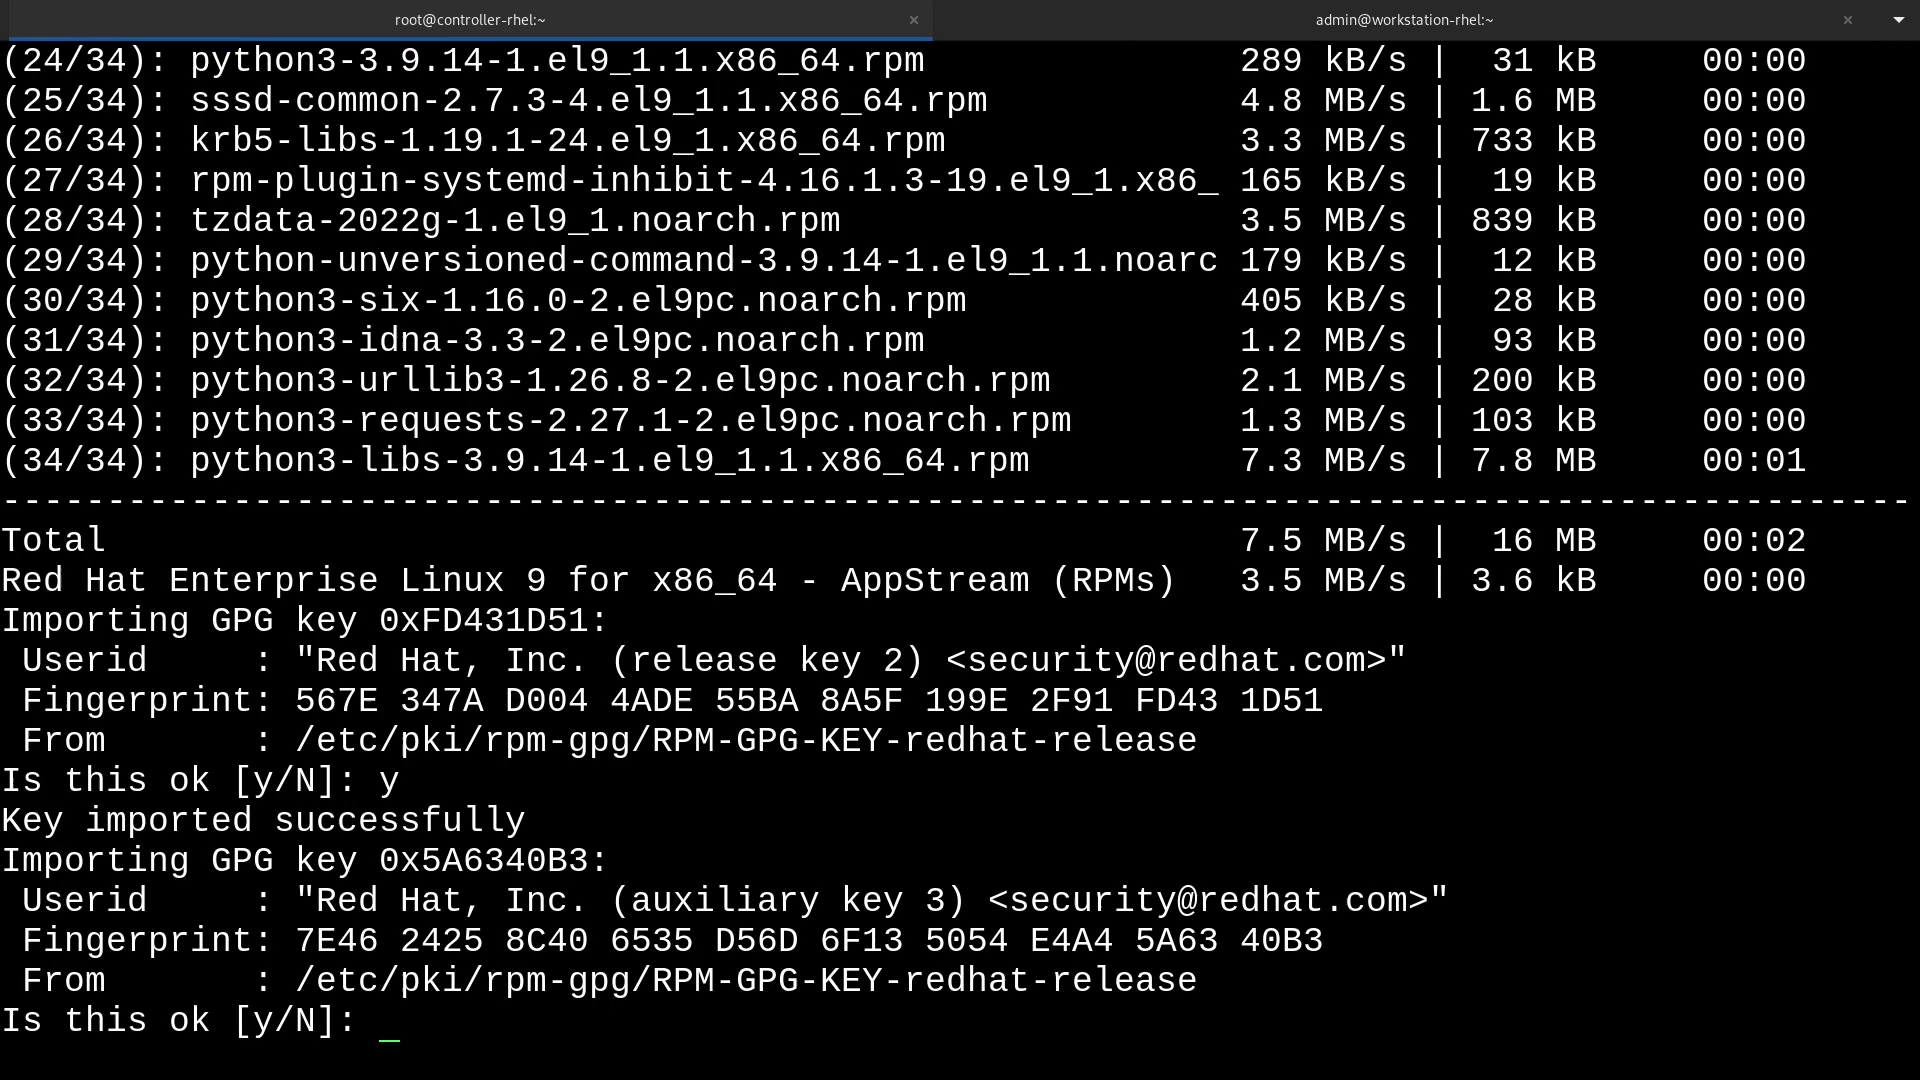 root@controller-rhel:~ × admin@workstation-rhel:~ ×
(24/34): python3-3.9.14-1.el9_1.1.x86_64.rpm 289 kB/s | 31 kB 00:00
(25/34): sssd-common-2.7.3-4.el9_1.1.x86_64.rpm 4.8 MB/s | 1.6 MB 00:00
(26/34): krb5-libs-1.19.1-24.el9_1.x86_64.rpm 3.3 MB/s | 733 kB 00:00
(27/34): rpm-plugin-systemd-inhibit-4.16.1.3-19.el9_1.x86_ 165 kB/s | 19 kB 00:00
(28/34): tzdata-2022g-1.el9_1.noarch.rpm 3.5 MB/s | 839 kB 00:00
(29/34): python-unversioned-command-3.9.14-1.el9_1.1.noarc 179 kB/s | 12 kB 00:00
(30/34): python3-six-1.16.0-2.el9pc.noarch.rpm 405 kB/s | 28 kB 00:00
(31/34): python3-idna-3.3-2.el9pc.noarch.rpm 1.2 MB/s | 93 kB 00:00
(32/34): python3-urllib3-1.26.8-2.el9pc.noarch.rpm 2.1 MB/s | 200 kB 00:00
(33/34): python3-requests-2.27.1-2.el9pc.noarch.rpm 1.3 MB/s | 103 kB 00:00
(34/34): python3-libs-3.9.14-1.el9_1.1.x86_64.rpm 7.3 MB/s | 7.8 MB 00:01
-------------------------------------------------------------------------------------------
Total 7.5 MB/s | 16 MB 00:02
Red Hat Enterprise Linux 9 for x86_64 - AppStream (RPMs) 3.5 MB/s | 3.6 kB 00:00
Importing GPG key 0xFD431D51:
Userid : "Red Hat, Inc. (release key 2) <security@redhat.com>"
Fingerprint: 567E 347A D004 4ADE 55BA 8A5F 199E 2F91 FD43 1D51
From : /etc/pki/rpm-gpg/RPM-GPG-KEY-redhat-release
Is this ok [y/N]: y
Key imported successfully
Importing GPG key 0x5A6340B3:
Userid : "Red Hat, Inc. (auxiliary key 3) <security@redhat.com>"
Fingerprint: 7E46 2425 8C40 6535 D56D 6F13 5054 E4A4 5A63 40B3
From : /etc/pki/rpm-gpg/RPM-GPG-KEY-redhat-release
Is this ok [y/N]: _